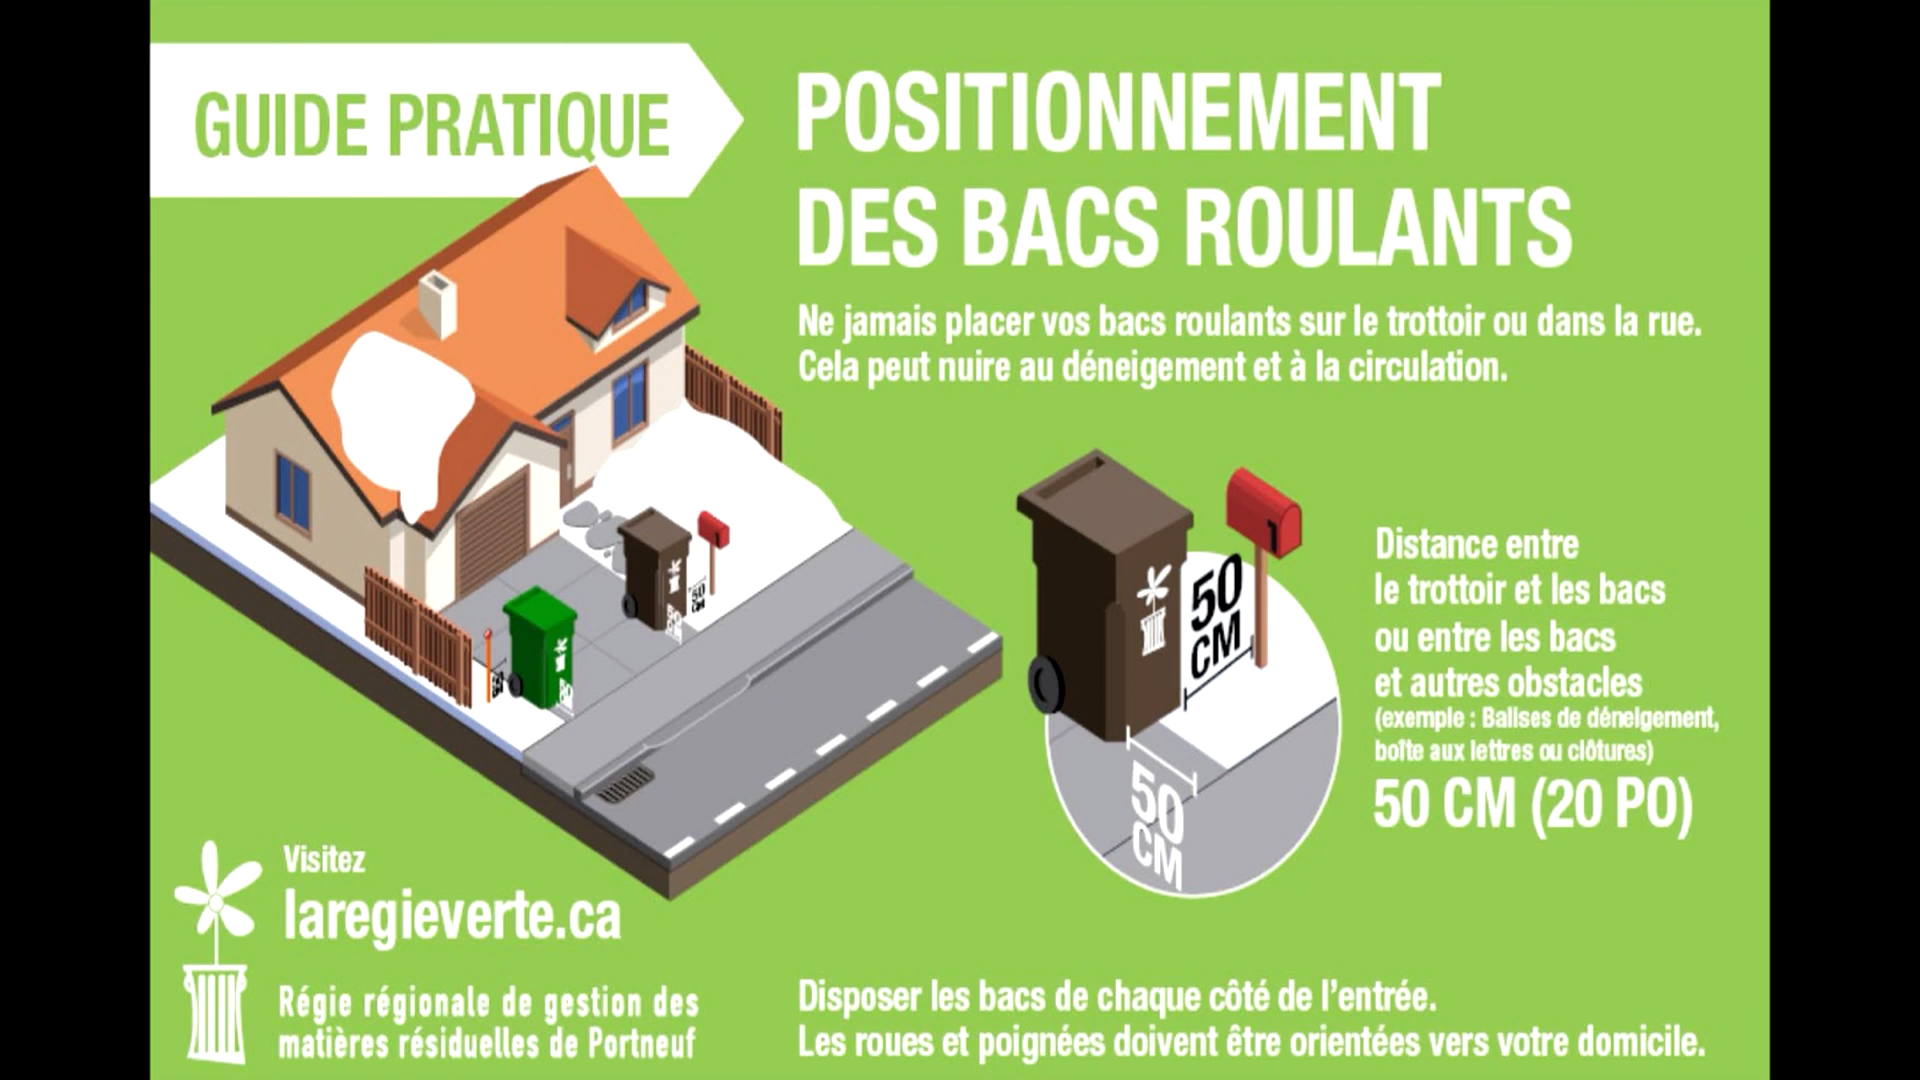 GUIDE PRATIQUE
POSITIONNEMENT
DES BACS ROULANTS
Ne jamais placer vos bacs roulants sur le trottoir ou dans la rue.
Cela peut nuire au déneigement et à la circulation.
50
CM
50
CM
50
CM
Distance entre
le trottoir et les bacs
ou entre les bacs
et autres obstacles
(exemple : Balises de déneigement,
boîte aux lettres ou clôtures)
50 CM (20 PO)
Visitez
laregieverte.ca
Régie régionale de gestion des
matières résiduelles de Portneuf
Disposer les bacs de chaque côté de l'entrée.
Les roues et poignées doivent être orientées vers votre domicile.